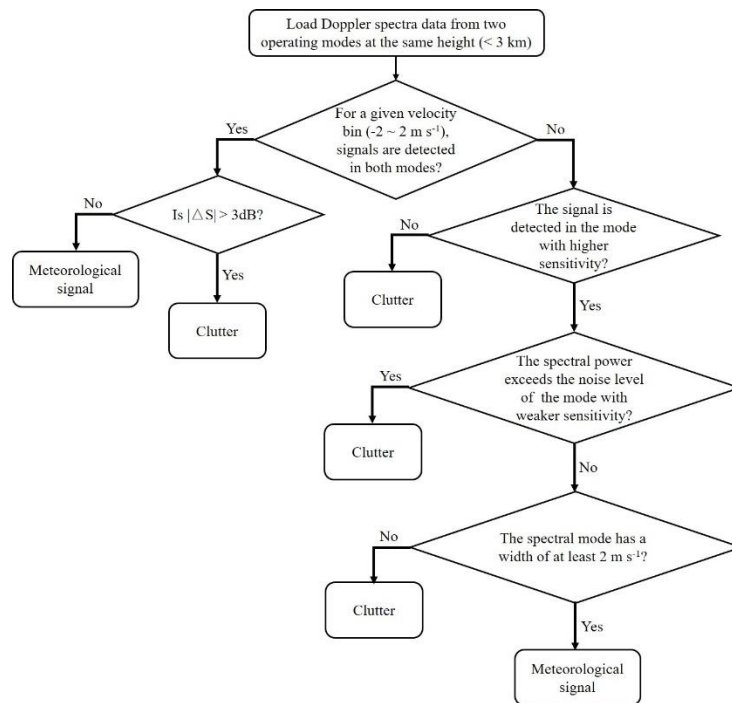 Load Doppler spectra data from two
operating modes at the same height (< 3 km)
For a given velocity
bin (-2 ~ 2 m s⁻¹),
signals are detected
in both modes?
Yes
No
Is |△S| > 3dB?
No
Yes
Meteorological
signal
Clutter
The signal is
detected in the mode
with higher
sensitivity?
No
Yes
Clutter
The spectral power
exceeds the noise level
of the mode with
weaker sensitivity?
Yes
No
Clutter
The spectral mode has a
width of at least 2 m s⁻¹?
No
Yes
Clutter
Meteorological
signal